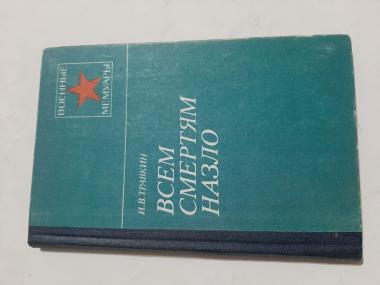 ВОЕННЫЕ
МЕМУАРЫ
И.В.ТРАВКИН
ВСЕМ
СМЕРТЯМ
НАЗЛО